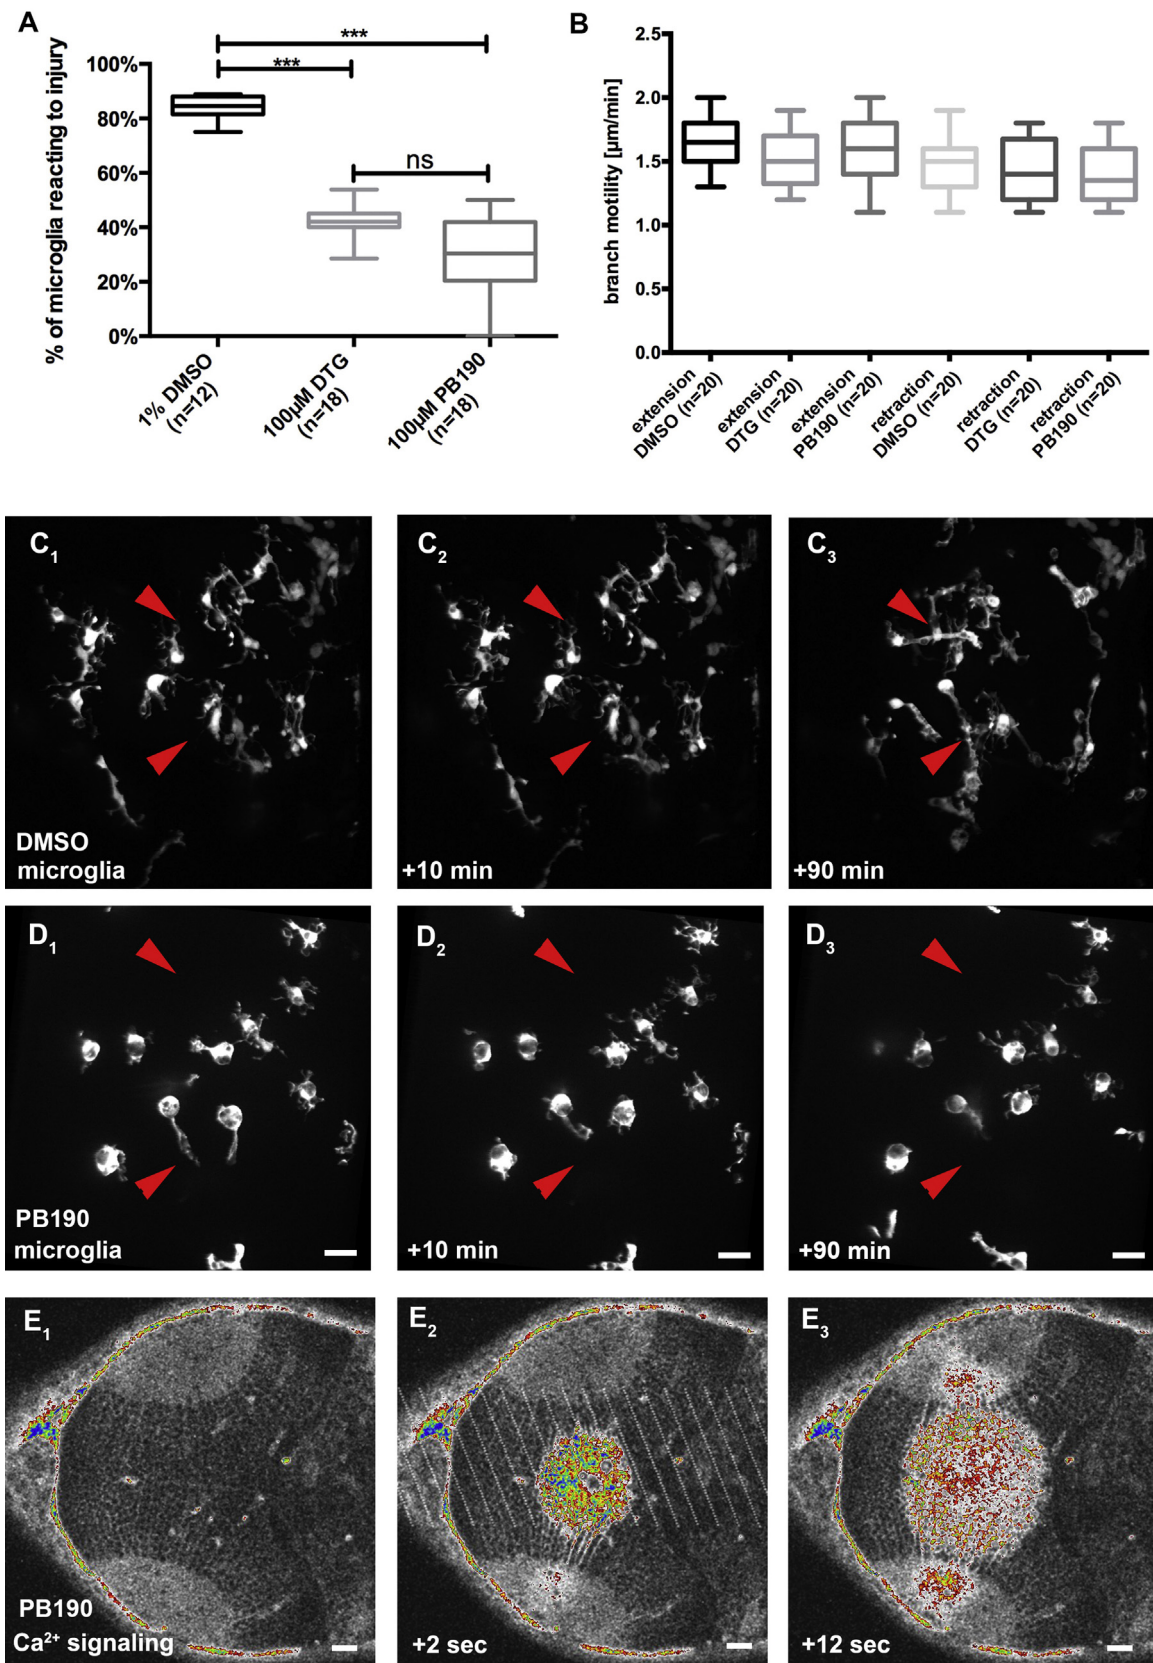 A
% of microglia reacting to injury
***
***
ns
100%
80%
60%
40%
20%
0%
1% DMSO
(n=12)
100µM DTG
(n=18)
100µM PB190
(n=18)
B
branch motility [µm/min]
2.5
2.0
1.5
1.0
0.5
0.0
extension
DMSO (n=20)
extension
DTG (n=20)
extension
PB190 (n=20)
retraction
DMSO (n=20)
retraction
DTG (n=20)
retraction
PB190 (n=20)
C1
DMSO
microglia
C2
+10 min
C3
+90 min
D1
PB190
microglia
D2
+10 min
D3
+90 min
E1
PB190
Ca2+ signaling
E2
+2 sec
E3
+12 sec